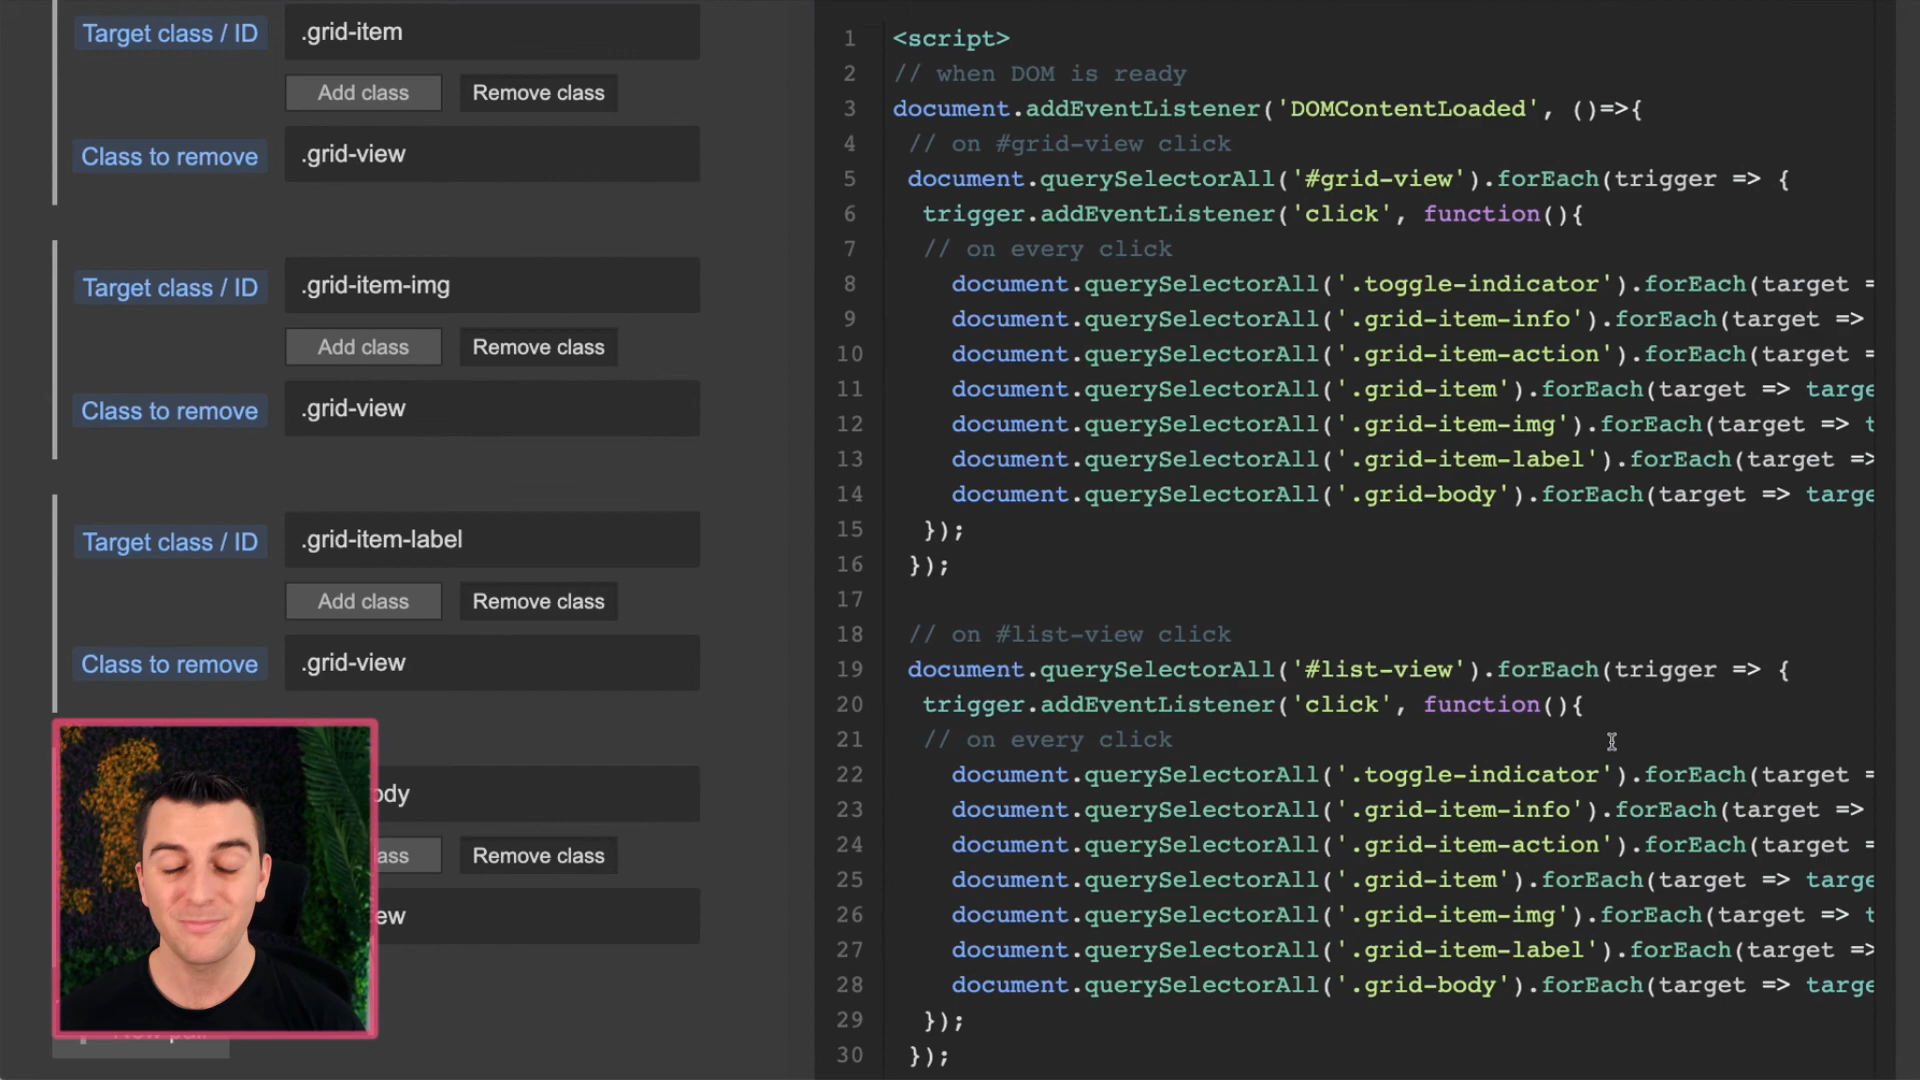 Target class / ID
.grid-item
Add class
Remove class
Class to remove
.grid-view
Target class / ID
.grid-item-img
Add class
Remove class
Class to remove
.grid-view
Target class / ID
.grid-item-label
Add class
Remove class
Class to remove
.grid-view
Remove class
1 <script>
2 // when DOM is ready
3 document.addEventListener('DOMContentLoaded', ()=>{
4 // on #grid-view click
5 document.querySelectorAll('#grid-view').forEach(trigger => {
6 trigger.addEventListener('click', function(){
7 // on every click
8 document.querySelectorAll('.toggle-indicator').forEach(target =
9 document.querySelectorAll('.grid-item-info').forEach(target =>
10 document.querySelectorAll('.grid-item-action').forEach(target =
11 document.querySelectorAll('.grid-item').forEach(target => targe
12 document.querySelectorAll('.grid-item-img').forEach(target => t
13 document.querySelectorAll('.grid-item-label').forEach(target =>
14 document.querySelectorAll('.grid-body').forEach(target => targe
15 });
16 });
17
18 // on #list-view click
19 document.querySelectorAll('#list-view').forEach(trigger => {
20 trigger.addEventListener('click', function(){
21 // on every click
22 document.querySelectorAll('.toggle-indicator').forEach(target =
23 document.querySelectorAll('.grid-item-info').forEach(target =>
24 document.querySelectorAll('.grid-item-action').forEach(target =
25 document.querySelectorAll('.grid-item').forEach(target => targe
26 document.querySelectorAll('.grid-item-img').forEach(target => t
27 document.querySelectorAll('.grid-item-label').forEach(target =>
28 document.querySelectorAll('.grid-body').forEach(target => targe
29 });
30 });